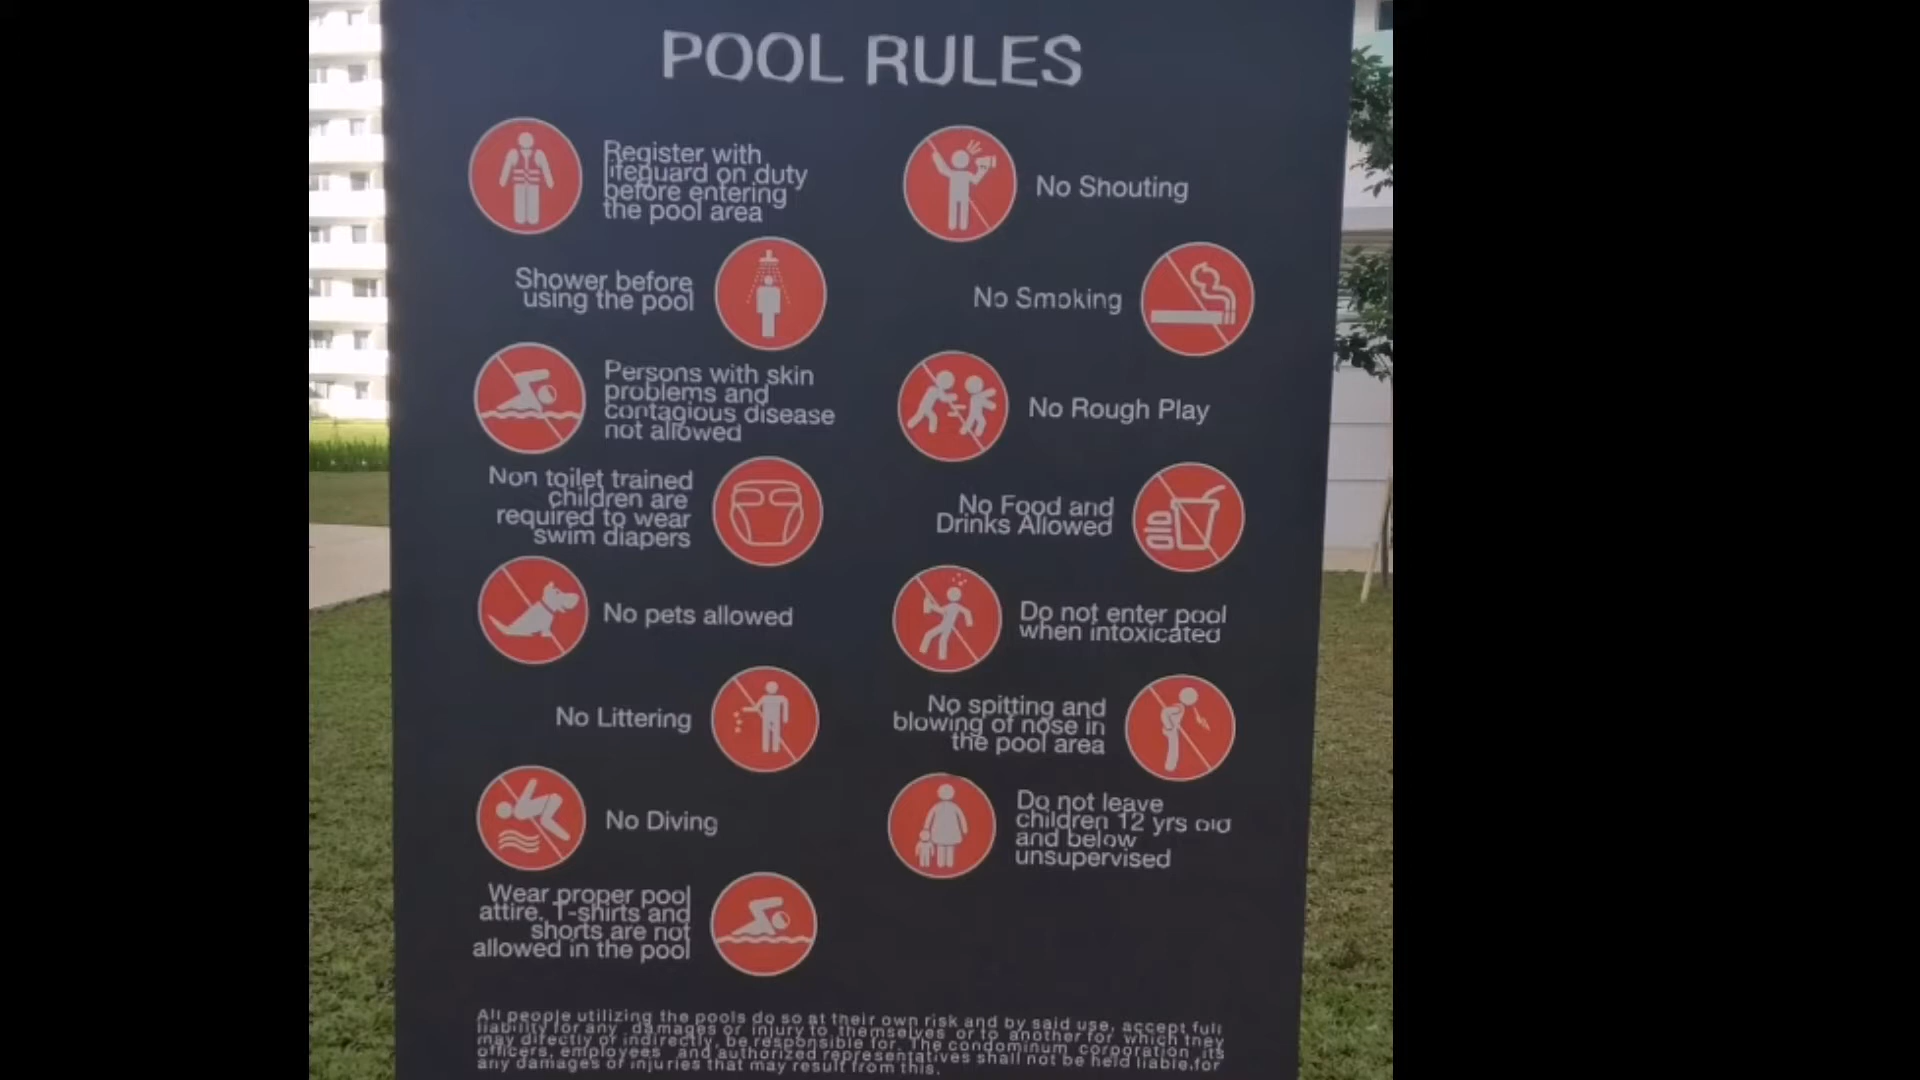 POOL RULES
Register with
lifeguard on duty
before entering
the pool area
Shower before
using the pool
Persons with skin
problems and
contagious disease
not allowed
Non toilet trained
children are
required to wear
swim diapers
No pets allowed
No Littering
No Diving
Wear proper pool
attire. T-shirts and
shorts are not
allowed in the pool
No Shouting
No Smoking
No Rough Play
No Food and
Drinks Allowed
Do not enter pool
when intoxicated
No spitting and
blowing of nose in
the pool area
Do not leave
children 12 yrs old
and below
unsupervised
All people utilizing the pools do so at their own risk and by said use, accept full
liability for any damages or injury to themselves or to another for which they
may directly or indirectly, be responsible for. The condominum corporation its
officers, employees and authorized representatives shall not be held liable for
any damages or injuries that may result from this.